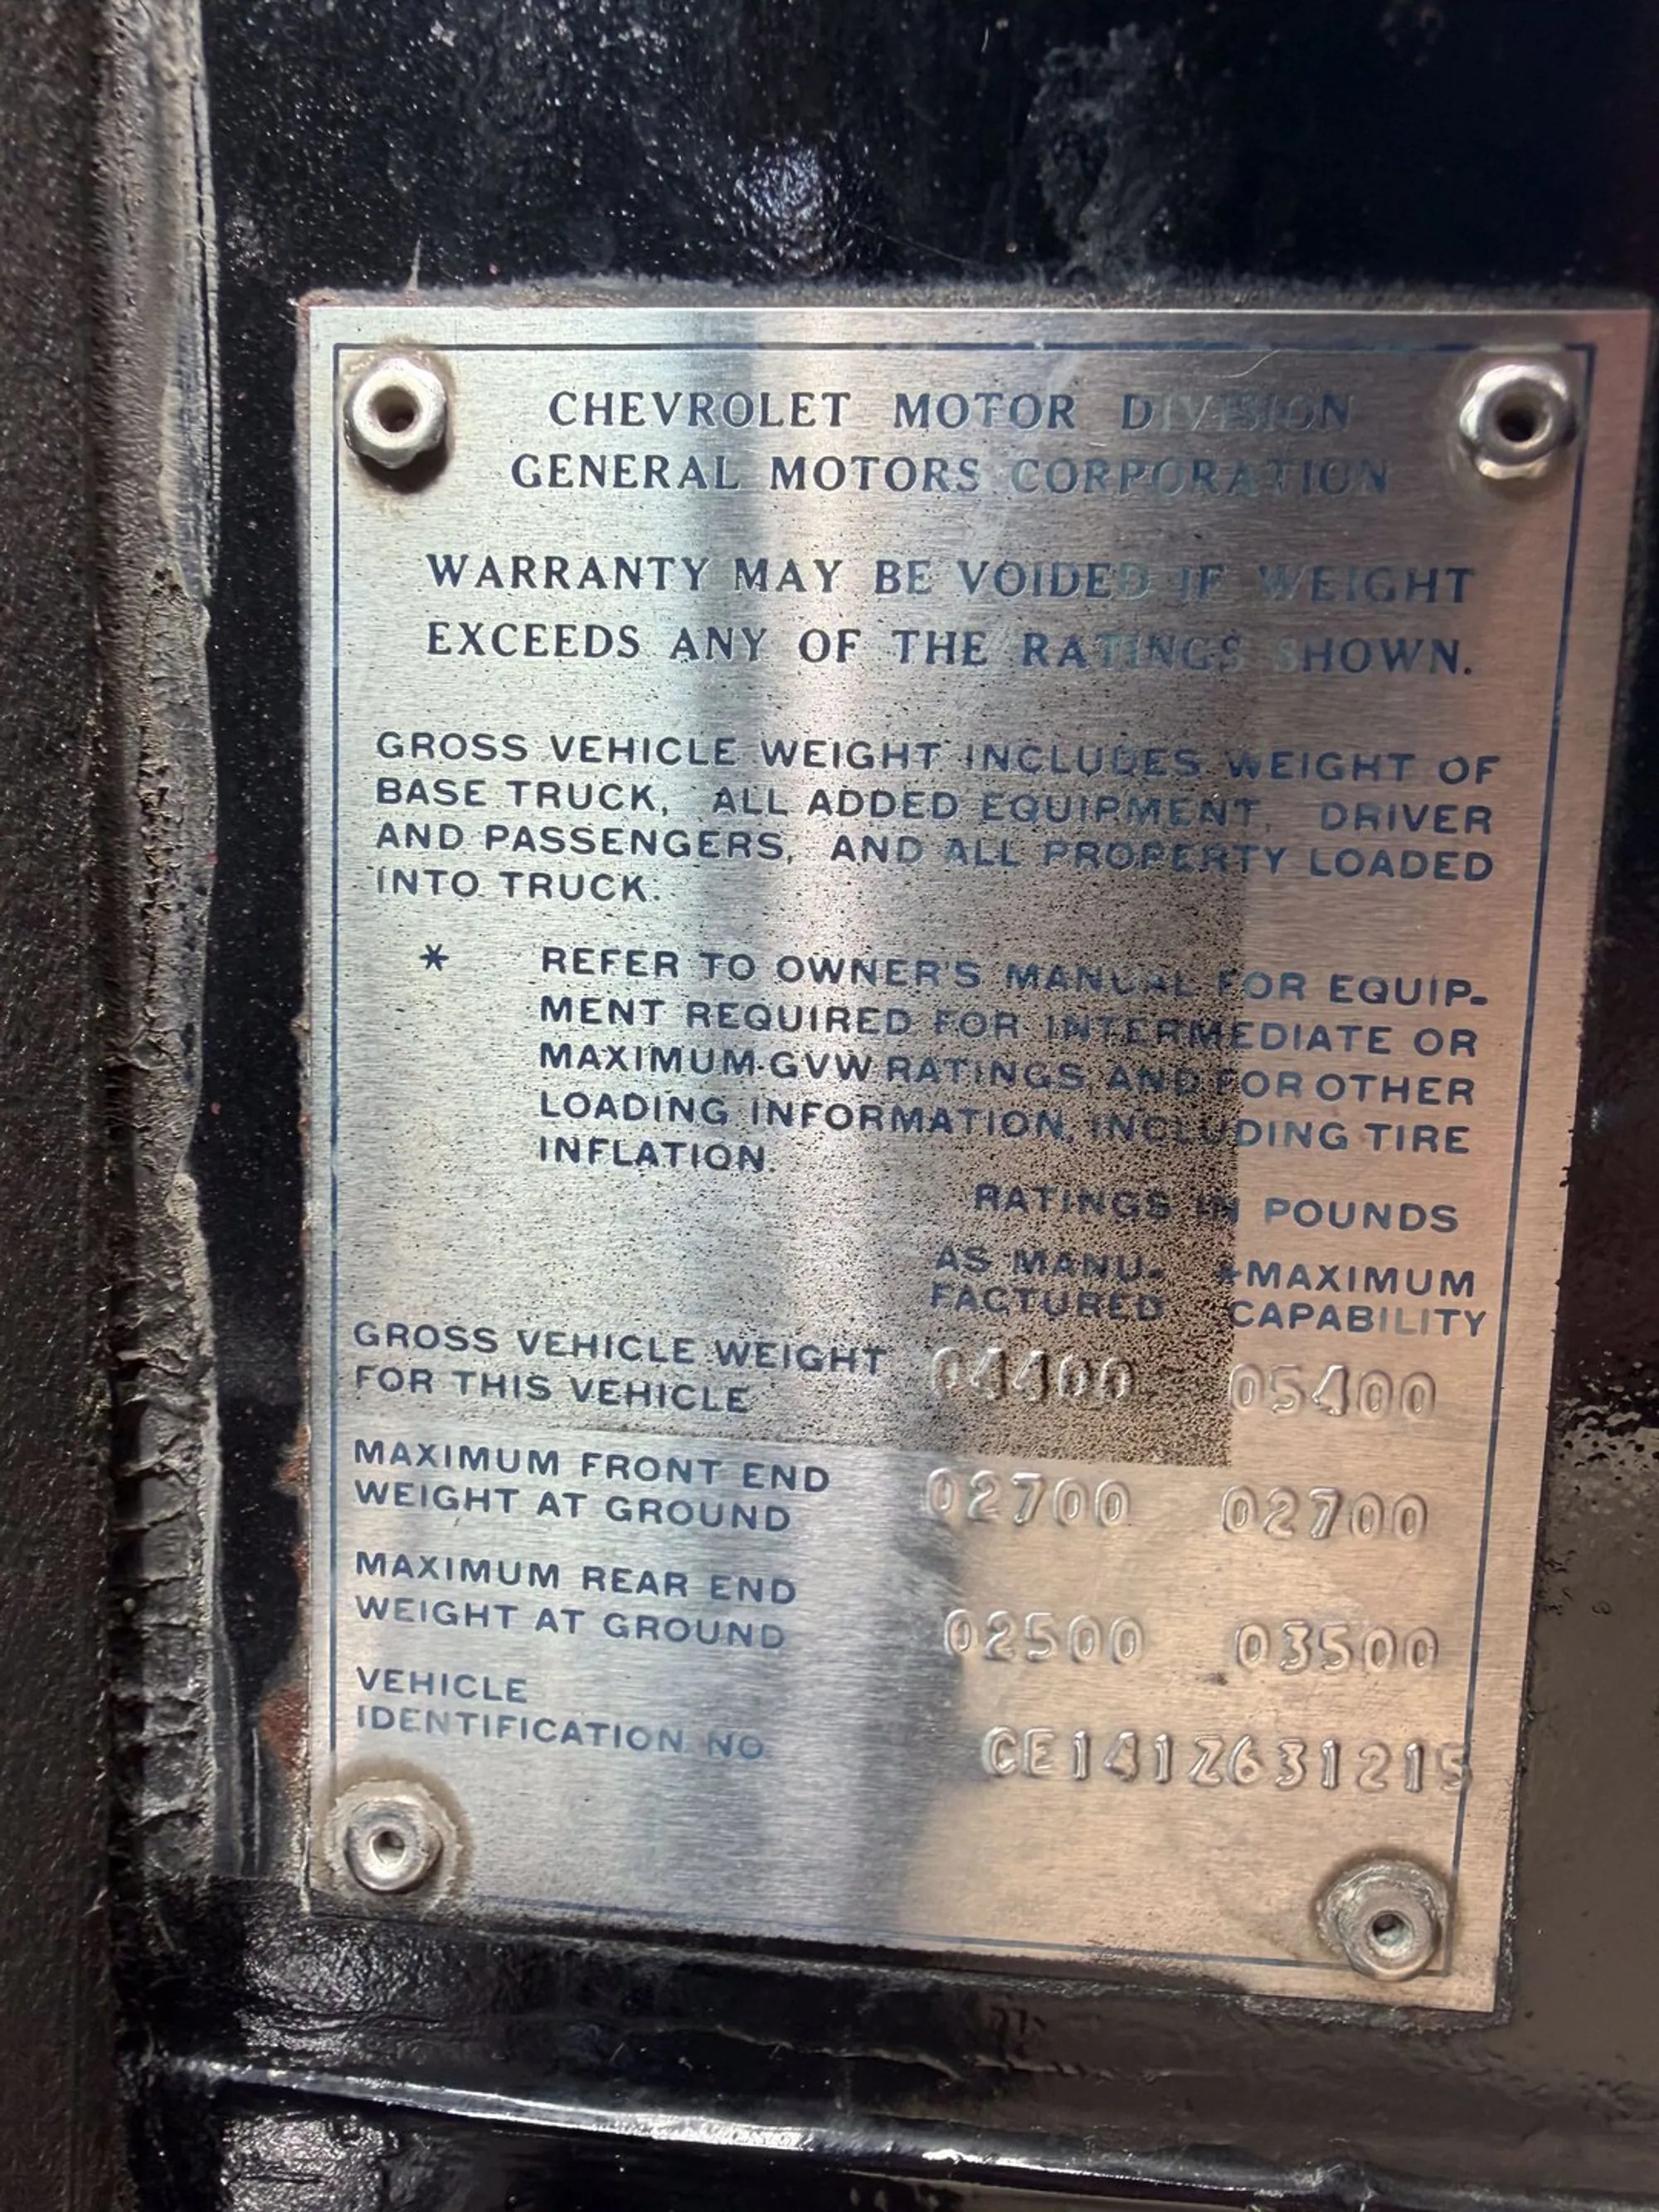 CHEVROLET MOTOR DIVISION
GENERAL MOTORS CORPORATION
WARRANTY MAY BE VOIDED IF WEIGHT
EXCEEDS ANY OF THE RATINGS SHOWN.
GROSS VEHICLE WEIGHT INCLUDES WEIGHT OF
BASE TRUCK, ALL ADDED EQUIPMENT, DRIVER
AND PASSENGERS, AND ALL PROPERTY LOADED
INTO TRUCK.
* REFER TO OWNER'S MANUAL FOR EQUIP-
MENT REQUIRED FOR INTERMEDIATE OR
MAXIMUM GVW RATINGS AND FOR OTHER
LOADING INFORMATION, INCLUDING TIRE
INFLATION.
RATINGS IN POUNDS
AS MANU- *MAXIMUM
FACTURED CAPABILITY
GROSS VEHICLE WEIGHT
FOR THIS VEHICLE 04400 05400
MAXIMUM FRONT END
WEIGHT AT GROUND 02700 02700
MAXIMUM REAR END
WEIGHT AT GROUND 02500 03500
VEHICLE
IDENTIFICATION NO. CE141Z631215